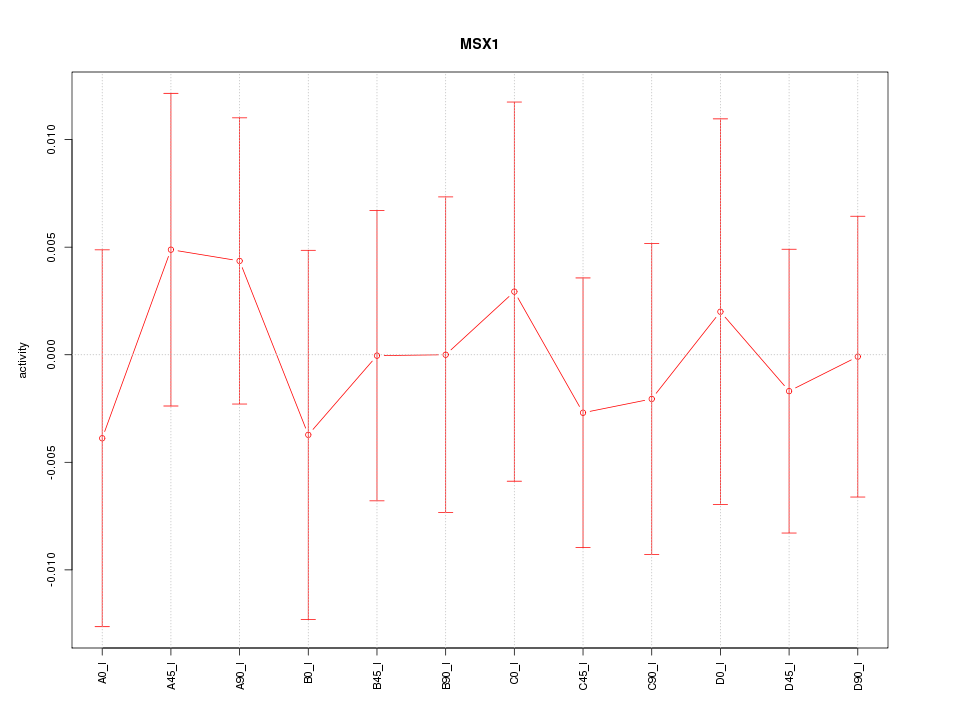 MSX1
activity
0.010
0.005
0.000
-0.005
-0.010
A0_I
A45_I
A90_I
B0_I
B45_I
B90_I
C0_I
C45_I
C90_I
D0_I
D45_I
D90_I